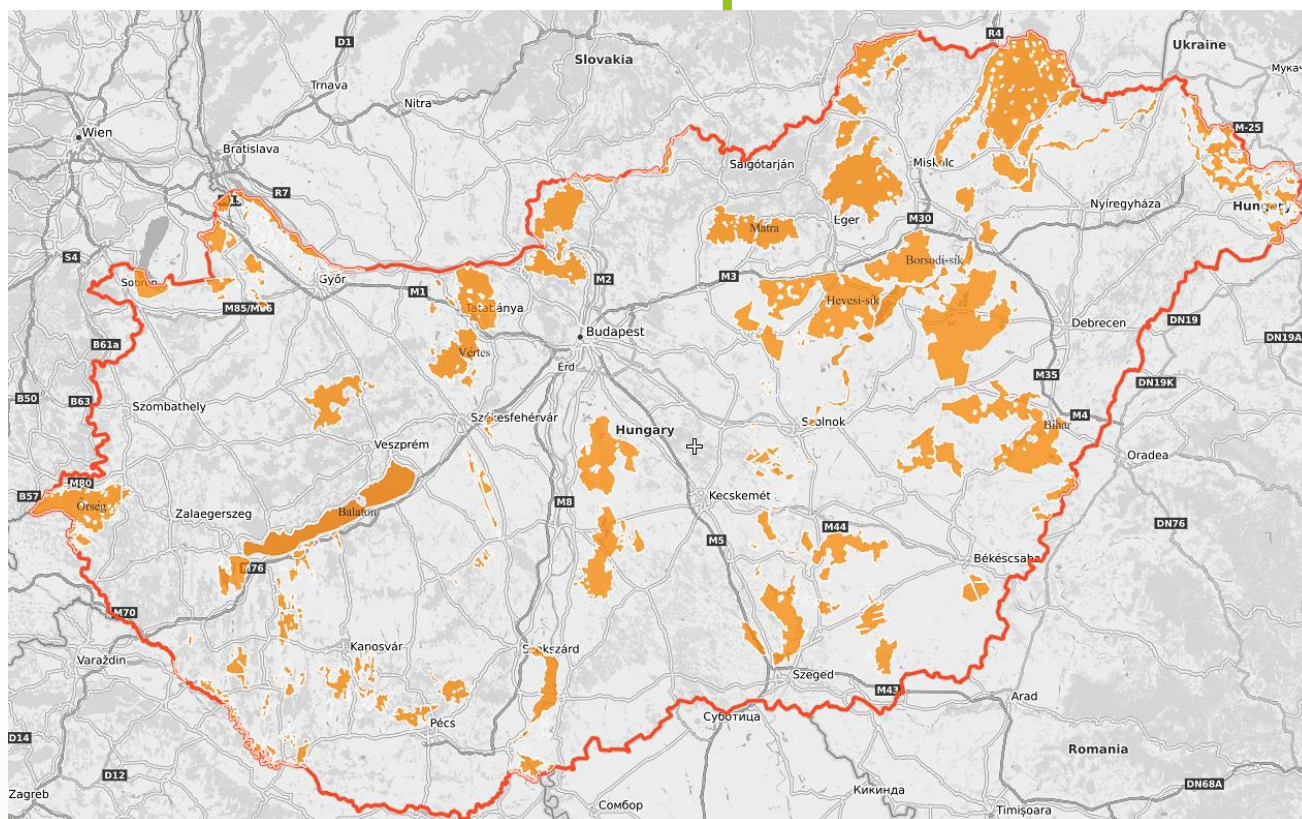 R4
Ukraine
D1
Slovakia
Мукач
Trnava
Nitra
Wien
M-25
Bratislava
Salgótarján
Miskolc
R7
Nyíregyháza
Hungary
Eger
M30
Mátra
S4
M2
Borsodi-sík
Győr
M3
Sopron
M1
Hevesi-sík
M85/M86
Tatabánya
DN19
Debrecen
Budapest
DN19A
B61a
Vértes
Érd
M35
DN19K
B50
B63
Szombathely
Székesfehérvár
M4
Szolnok
Bihar
Hungary
Veszprém
Oradea
M80
B57
Kecskemét
Őrség
M8
Zalaegerszeg
Balaton
M44
DN76
M5
Békéscsaba
M76
M70
Kanosvár
Szekszárd
Varaždin
Szeged
M43
Arad
Суботица
Pécs
D14
Romania
D12
DN68A
Zagreb
Кикинда
Сомбор
Timișoara